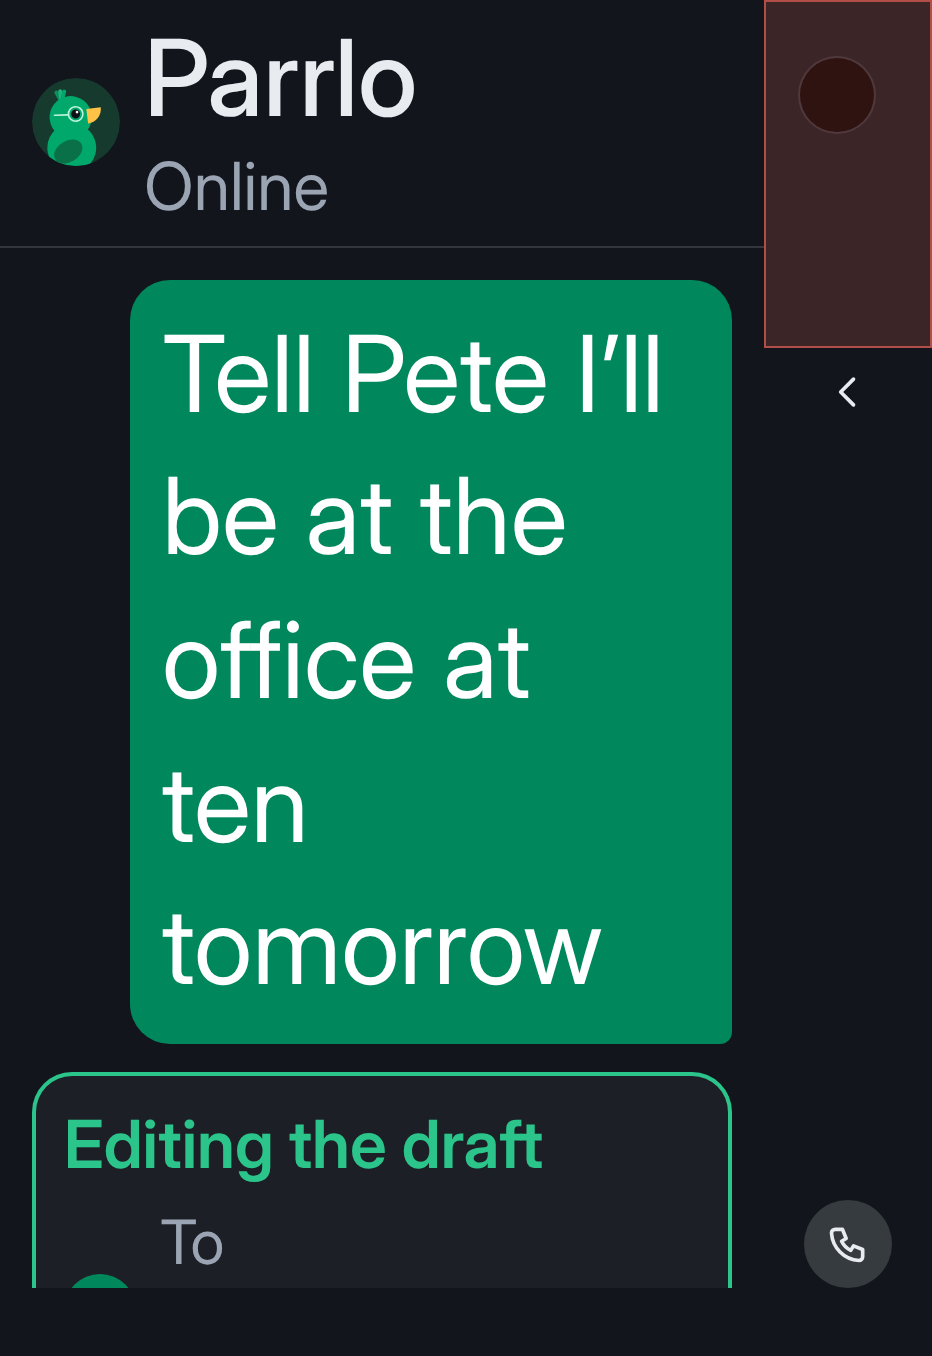 Parrlo
Online
Tell Pete I’ll
be at the
office at
ten
tomorrow
Editing the draft
To